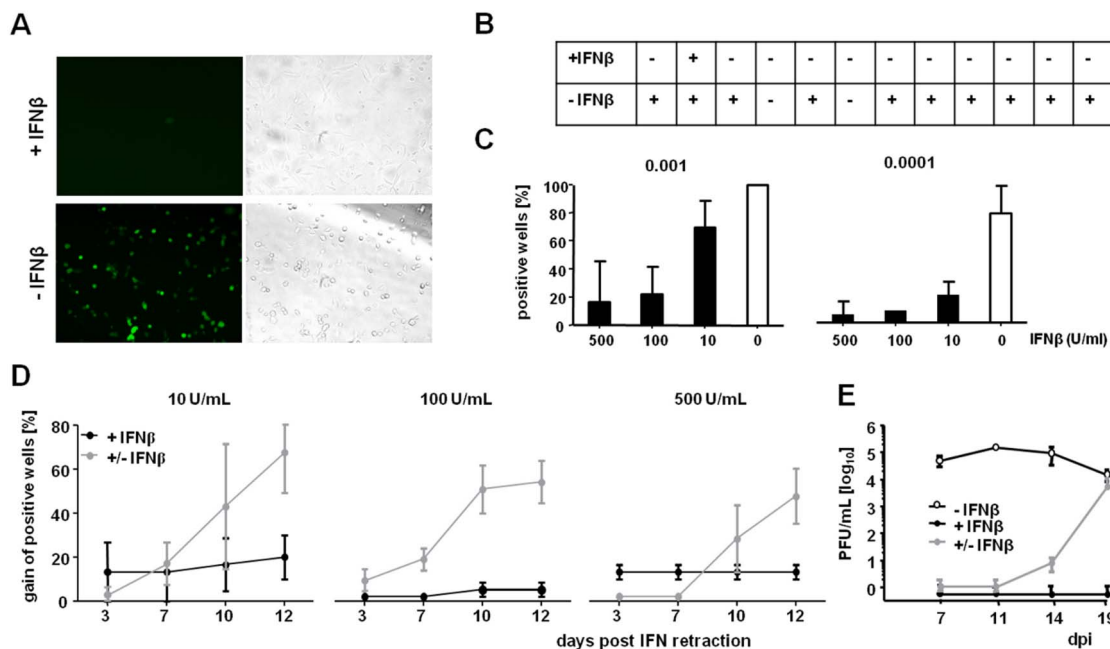 A
+ IFNβ
- IFNβ
B
+IFNβ - + - - - - - - - - - -
- IFNβ + + + - + - + + + + + +
C
0.001 0.0001
positive wells [%]
100
80
60
40
20
0
500 100 10 0 500 100 10 0 IFNβ (U/ml)
D
10 U/mL 100 U/mL 500 U/mL
gain of positive wells [%]
80
60
40
20
0
+ IFNβ
+/- IFNβ
3 7 10 12 3 7 10 12 3 7 10 12
days post IFN retraction
E
PFU/mL [log10]
6
5
4
3
2
1
0
- IFNβ
+ IFNβ
+/- IFNβ
7 11 14 19
dpi